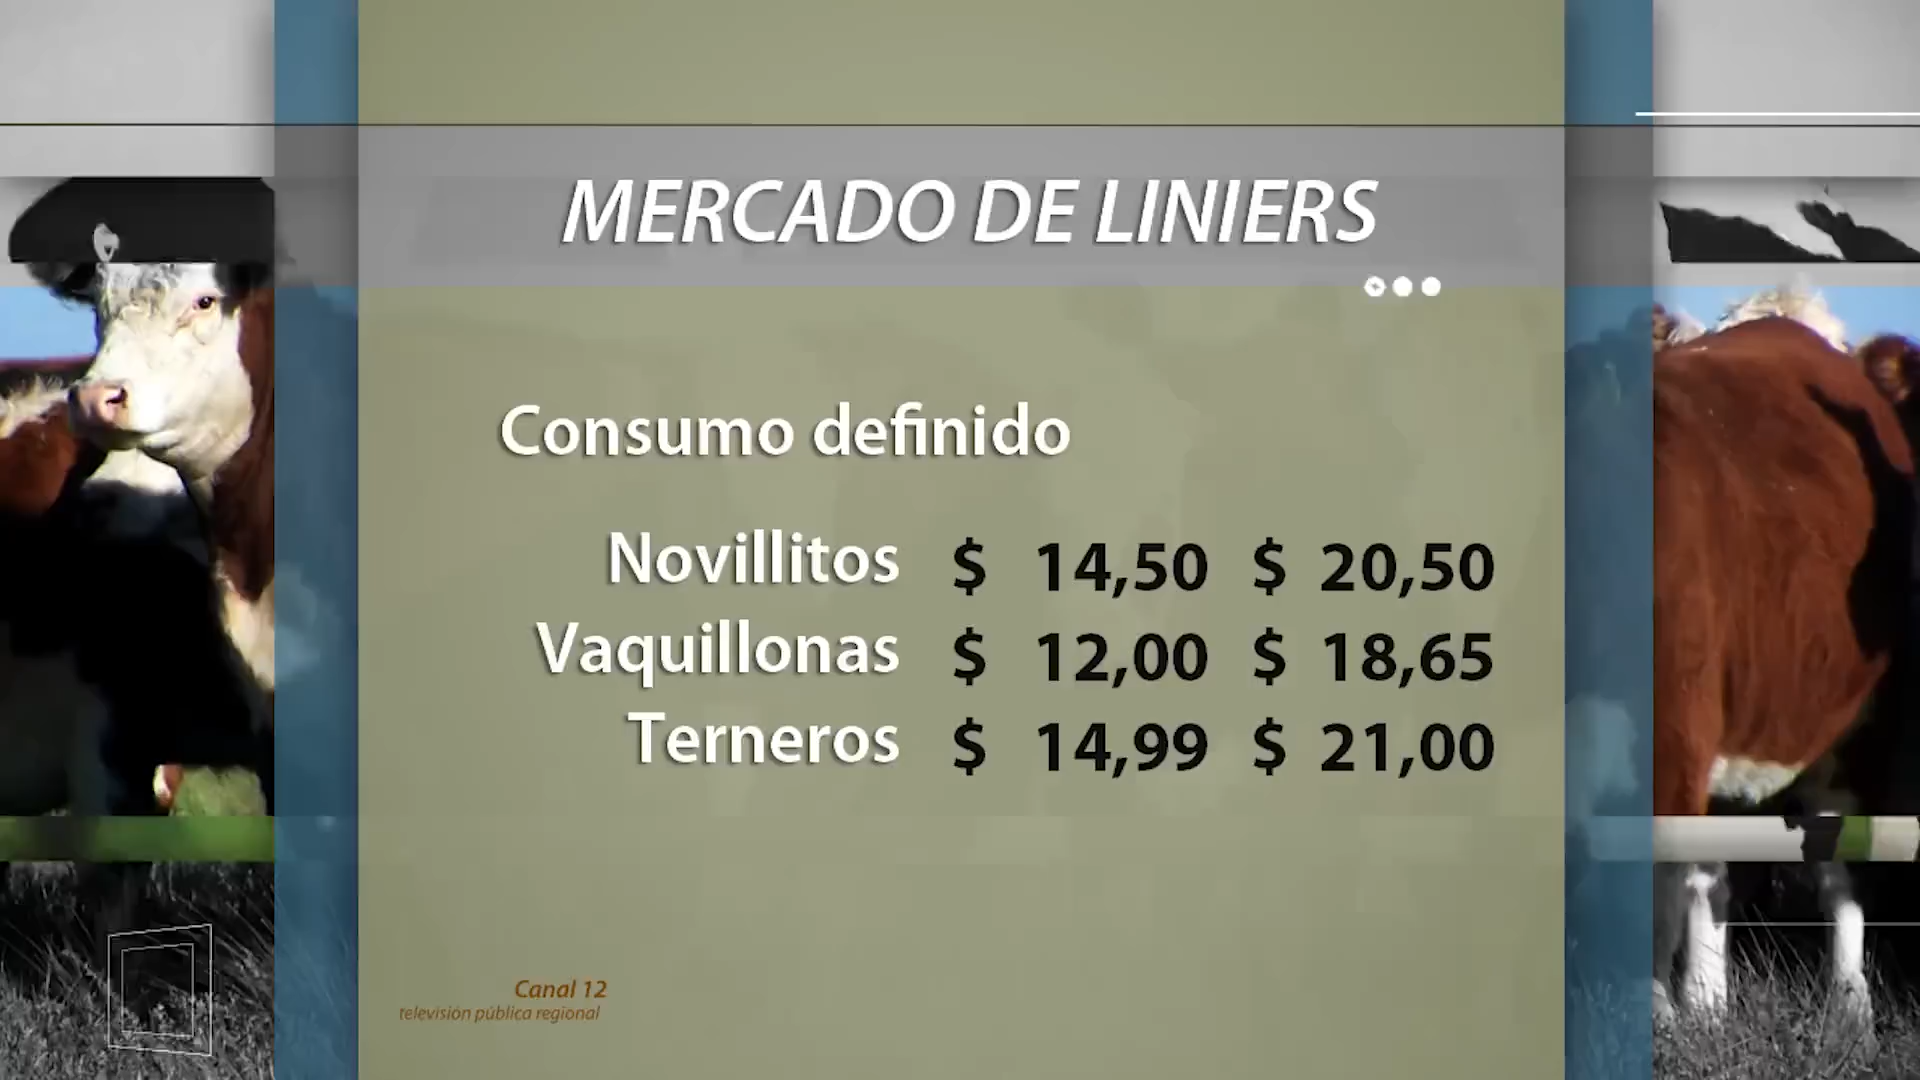 MERCADO DE LINIERS
Consumo definido
Novillitos $ 14,50 $ 20,50
Vaquillonas $ 12,00 $ 18,65
Terneros $ 14,99 $ 21,00
Canal 12
televisión pública regional